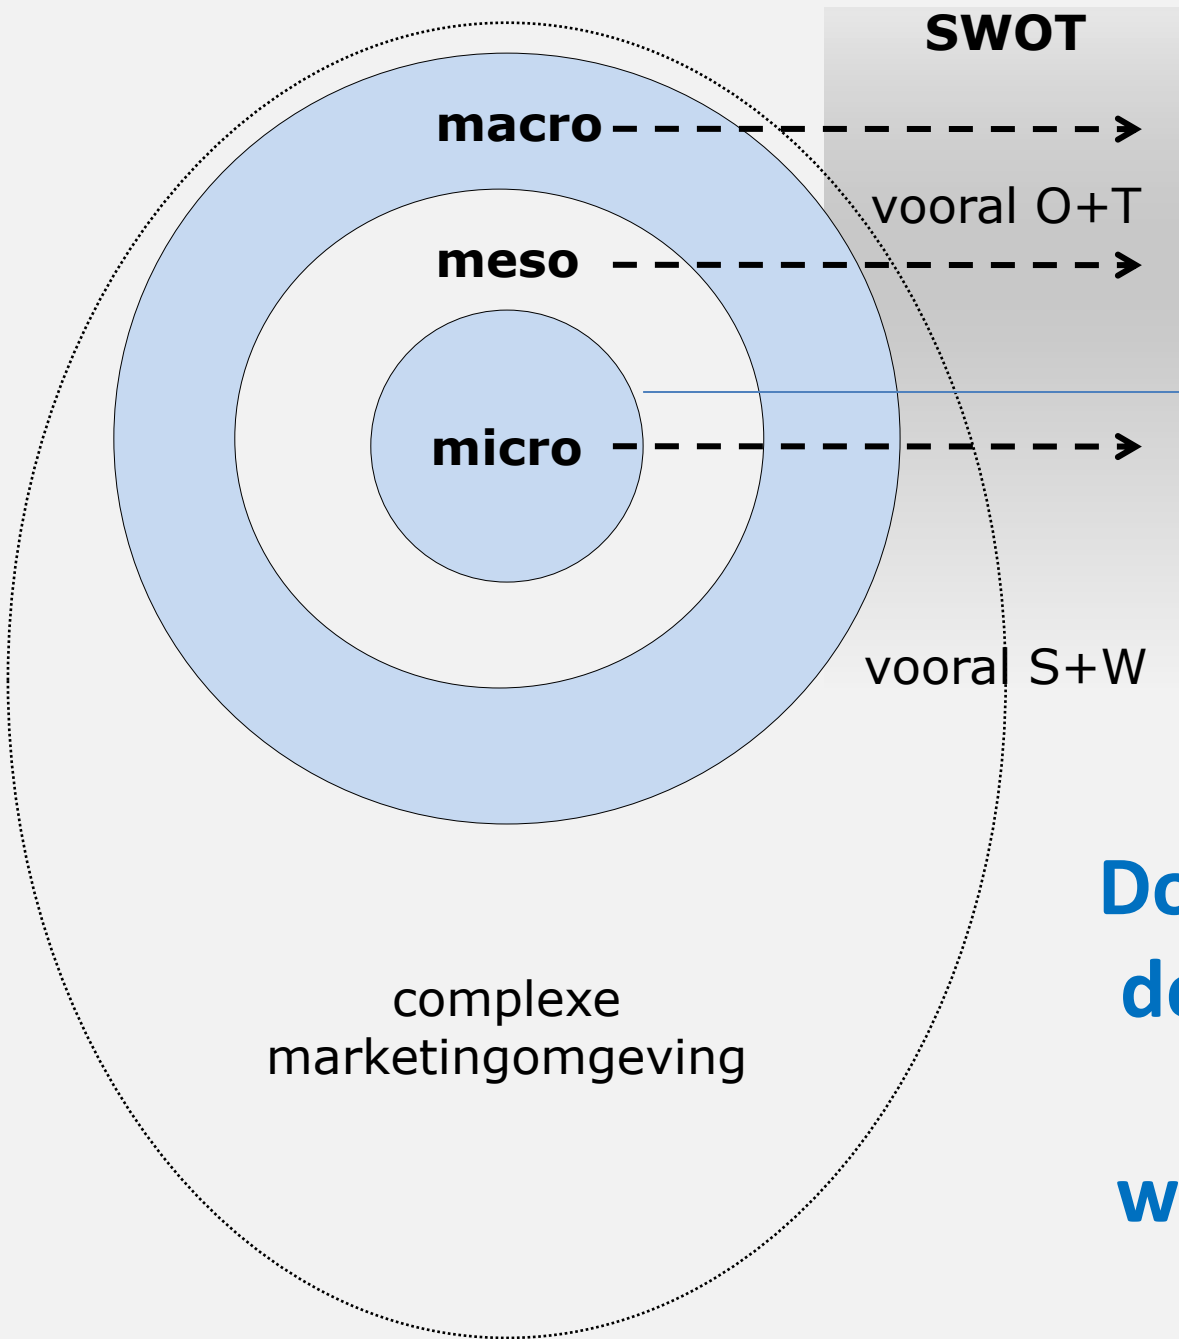 SWOT
macro
vooral O+T
meso
micro
vooral S+W
complexe
marketingomgeving